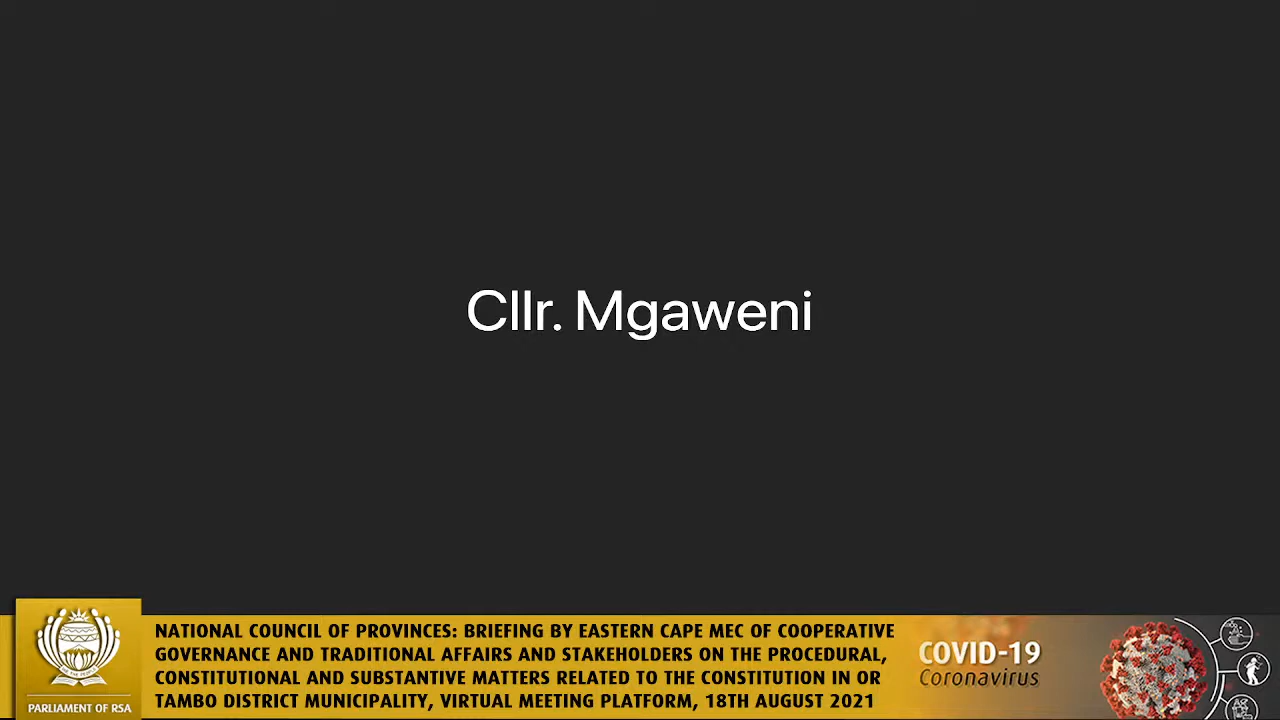 Cllr. Mgaweni
NATIONAL COUNCIL OF PROVINCES: BRIEFING BY EASTERN CAPE MEC OF COOPERATIVE
GOVERNANCE AND TRADITIONAL AFFAIRS AND STAKEHOLDERS ON THE PROCEDURAL,
CONSTITUTIONAL AND SUBSTANTIVE MATTERS RELATED TO THE CONSTITUTION IN OR
TAMBO DISTRICT MUNICIPALITY, VIRTUAL MEETING PLATFORM, 18TH AUGUST 2021
COVID-19
Coronavirus
PARLIAMENT OF RSA